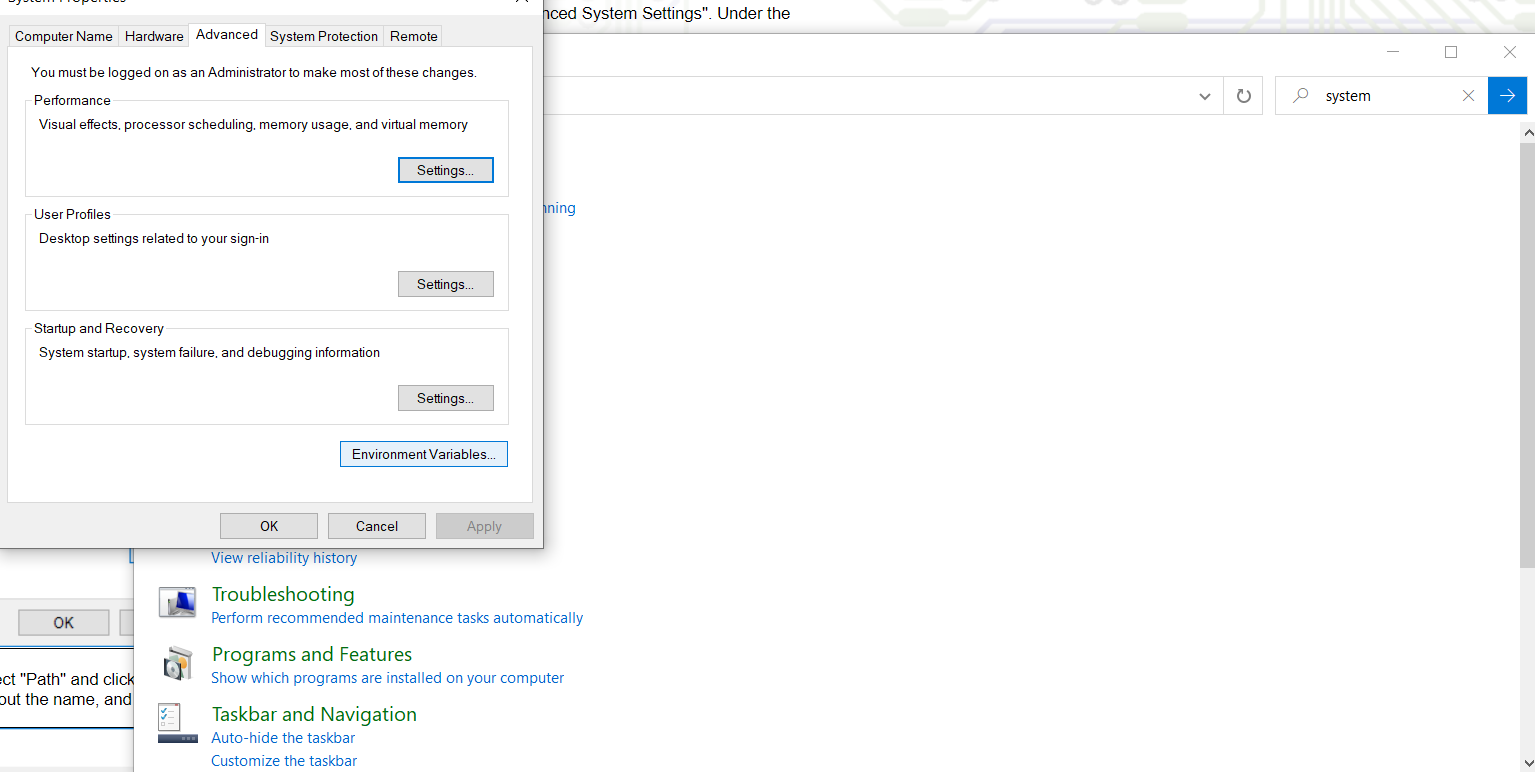 nced System Settings". Under the
System Properties
Computer Name
Hardware
Advanced
System Protection
Remote
You must be logged on as an Administrator to make most of these changes.
Performance
Visual effects, processor scheduling, memory usage, and virtual memory
Settings...
User Profiles
Desktop settings related to your sign-in
Settings...
Startup and Recovery
System startup, system failure, and debugging information
Settings...
Environment Variables...
OK
Cancel
Apply
system
nning
View reliability history
Troubleshooting
Perform recommended maintenance tasks automatically
Programs and Features
Show which programs are installed on your computer
Taskbar and Navigation
Auto-hide the taskbar
Customize the taskbar
OK
ect "Path" and click
out the name, and